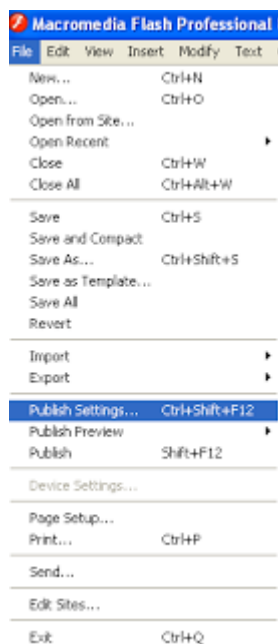 Macromedia Flash Professional
File Edit View Insert Modify Text
New... Ctrl+N
Open... Ctrl+O
Open from Site...
Open Recent
Close Ctrl+W
Close All Ctrl+Alt+W
Save Ctrl+S
Save and Compact
Save As... Ctrl+Shift+S
Save as Template...
Save All
Revert
Import
Export
Publish Settings... Ctrl+Shift+F12
Publish Preview
Publish Shift+F12
Device Settings...
Page Setup...
Print... Ctrl+P
Send...
Edit Sites...
Exit Ctrl+Q